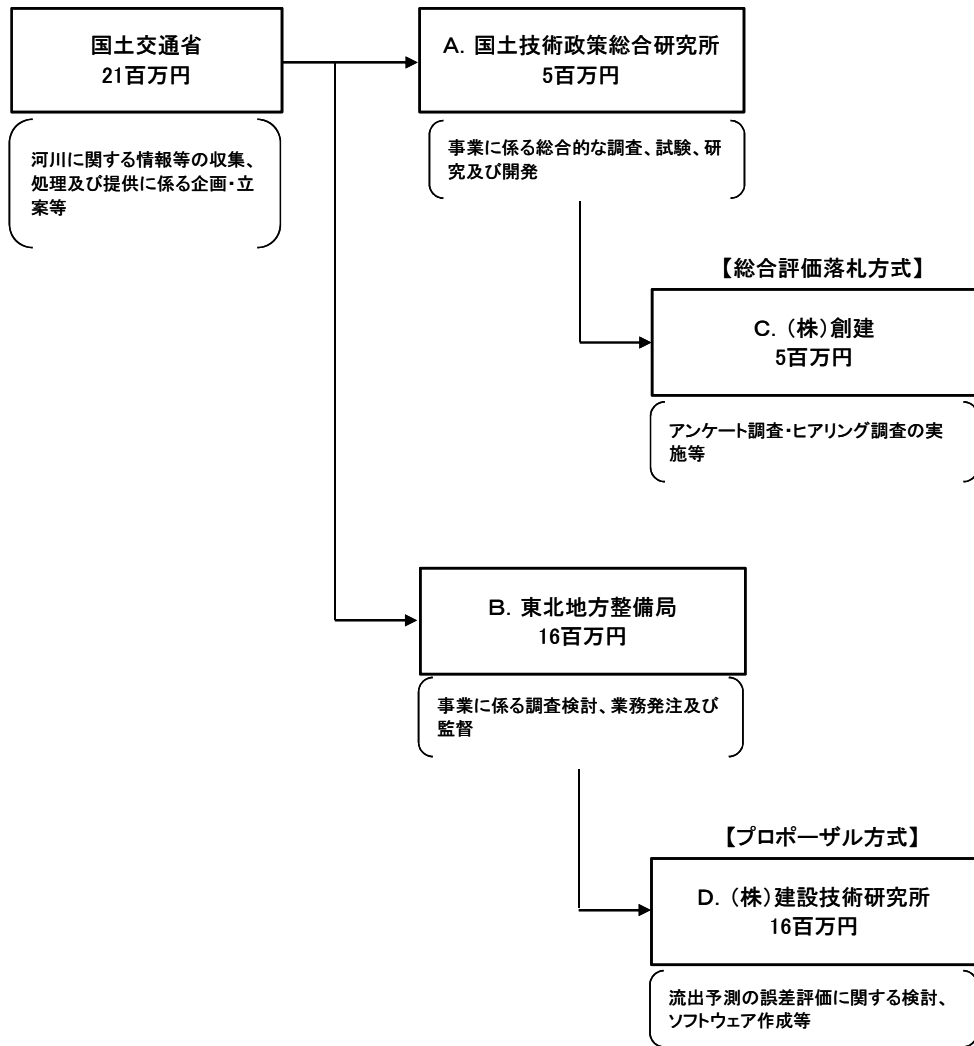 国土交通省
21百万円
河川に関する情報等の収集、
処理及び提供に係る企画・立
案等
A. 国土技術政策総合研究所
5百万円
事業に係る総合的な調査、試験、研
究及び開発
【総合評価落札方式】
C. (株)創建
5百万円
アンケート調査・ヒアリング調査の実
施等
B. 東北地方整備局
16百万円
事業に係る調査検討、業務発注及び
監督
【プロポーザル方式】
D. (株)建設技術研究所
16百万円
流出予測の誤差評価に関する検討、
ソフトウェア作成等